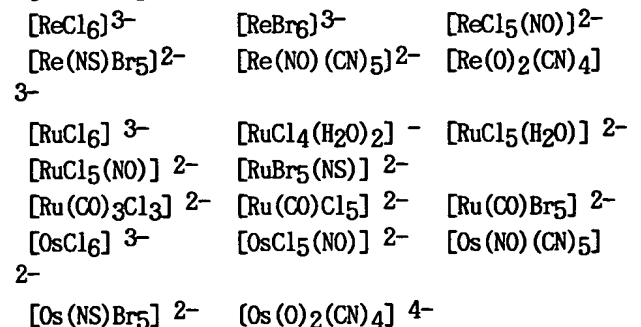 [ReCl6]3- [ReBr6]3- [ReCl5(NO)]2-
[Re(NS)Br5]2- [Re(NO)(CN)5]2- [Re(O)2(CN)4]
3-
[RuCl6] 3- [RuCl4(H2O)2] - [RuCl5(H2O)] 2-
[RuCl5(NO)] 2- [RuBr5(NS)] 2-
[Ru(CO)3Cl3] 2- [Ru(CO)Cl5] 2- [Ru(CO)Br5] 2-
[OsCl6] 3- [OsCl5(NO)] 2- [Os(NO)(CN)5]
2-
[Os(NS)Br5] 2- [Os(O)2(CN)4] 4-